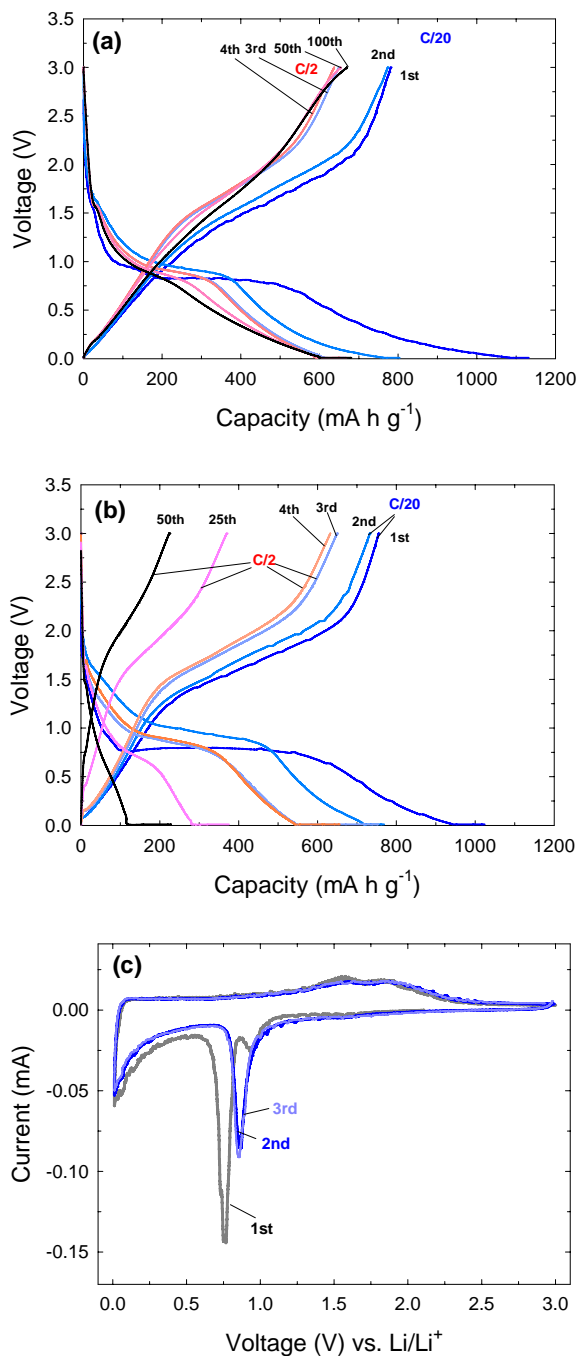 (a)
4th 3rd 50th 100th
C/2
C/20
2nd
1st
3.5
3.0
2.5
2.0
1.5
1.0
0.5
0.0
Voltage (V)
0 200 400 600 800 1000 1200
Capacity (mA h g⁻¹)
(b)
50th 25th
C/2
4th 3rd
2nd
C/20
1st
3.5
3.0
2.5
2.0
1.5
1.0
0.5
0.0
Voltage (V)
0 200 400 600 800 1000 1200
Capacity (mA h g⁻¹)
(c)
0.00
-0.05
-0.10
-0.15
Current (mA)
3rd
2nd
1st
0.0 0.5 1.0 1.5 2.0 2.5 3.0
Voltage (V) vs. Li/Li⁺